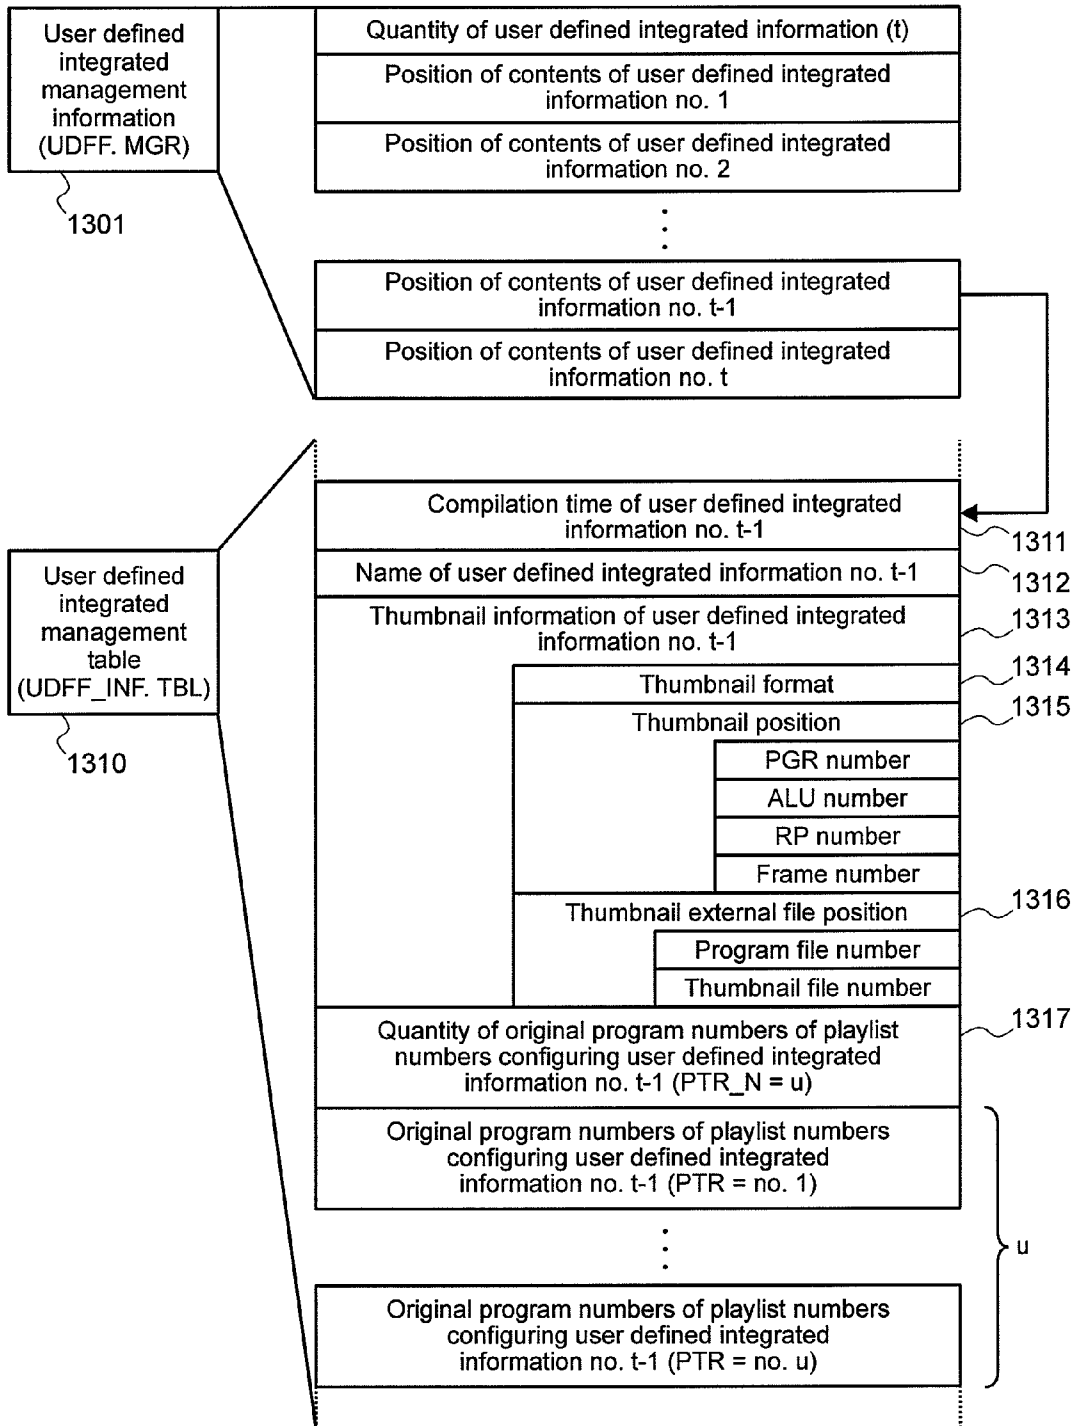 User defined
integrated
management
information
(UDFF. MGR)
1301
Quantity of user defined integrated information (t)
Position of contents of user defined integrated
information no. 1
Position of contents of user defined integrated
information no. 2
Position of contents of user defined integrated
information no. t-1
Position of contents of user defined integrated
information no. t
User defined
integrated
management
table
(UDFF_INF. TBL)
1310
Compilation time of user defined integrated
information no. t-1
1311
Name of user defined integrated information no. t-1
1312
Thumbnail information of user defined integrated
information no. t-1
1313
Thumbnail format
1314
Thumbnail position
1315
PGR number
ALU number
RP number
Frame number
Thumbnail external file position
1316
Program file number
Thumbnail file number
Quantity of original program numbers of playlist
numbers configuring user defined integrated
information no. t-1 (PTR_N = u)
1317
Original program numbers of playlist numbers
configuring user defined integrated
information no. t-1 (PTR = no. 1)
u
Original program numbers of playlist numbers
configuring user defined integrated
information no. t-1 (PTR = no. u)